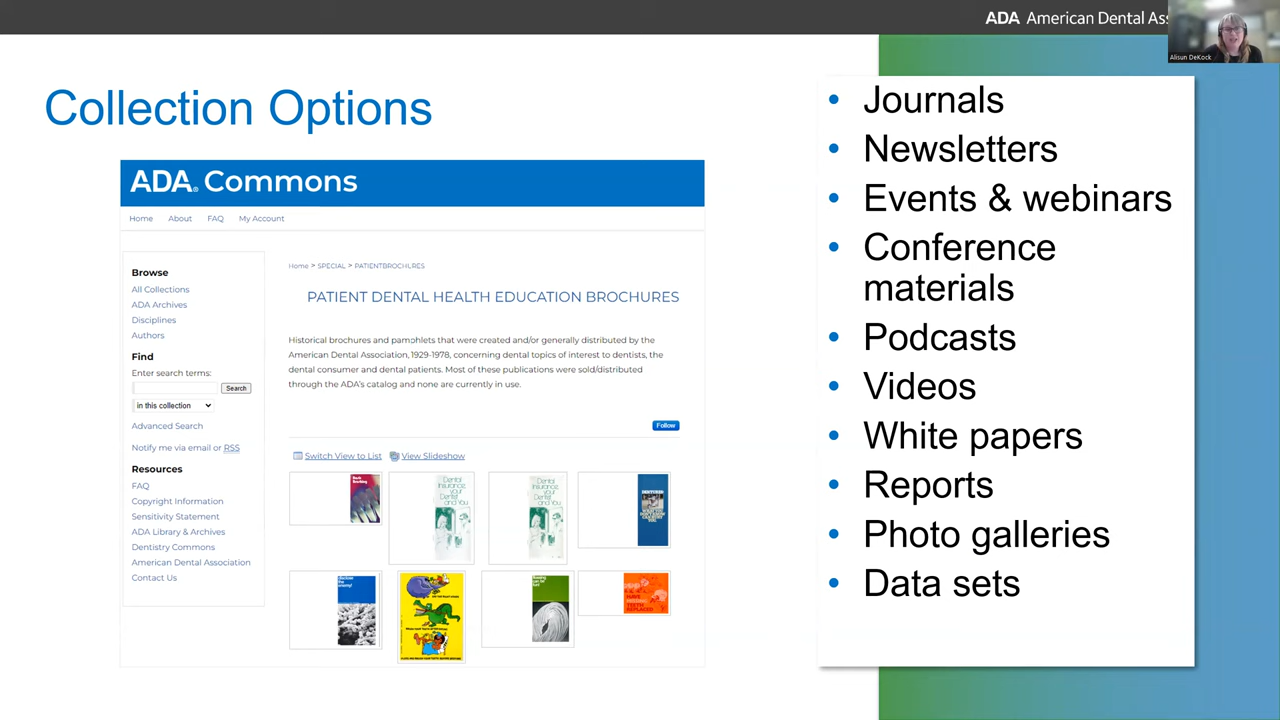 ADA American Dental Ass
Alisun DeKock
Collection Options
ADA Commons
Home About FAQ My Account
Browse
All Collections
ADA Archives
Disciplines
Authors
Find
Enter search terms:
Search
in this collection
Advanced Search
Notify me via email or RSS
Resources
FAQ
Copyright Information
Sensitivity Statement
ADA Library & Archives
Dentistry Commons
American Dental Association
Contact Us
Home > SPECIAL > PATIENTBROCHURES
PATIENT DENTAL HEALTH EDUCATION BROCHURES
Historical brochures and pamphlets that were created and/or generally distributed by the
American Dental Association, 1929-1978, concerning dental topics of interest to dentists, the
dental consumer and dental patients. Most of these publications were sold/distributed
through the ADA's catalog and none are currently in use.
Follow
Switch View to List View Slideshow
Dental
Insurance,
your
Dentist
and You
Dental
Insurance,
your
Dentist
and You
• Journals
• Newsletters
• Events & webinars
• Conference
materials
• Podcasts
• Videos
• White papers
• Reports
• Photo galleries
• Data sets